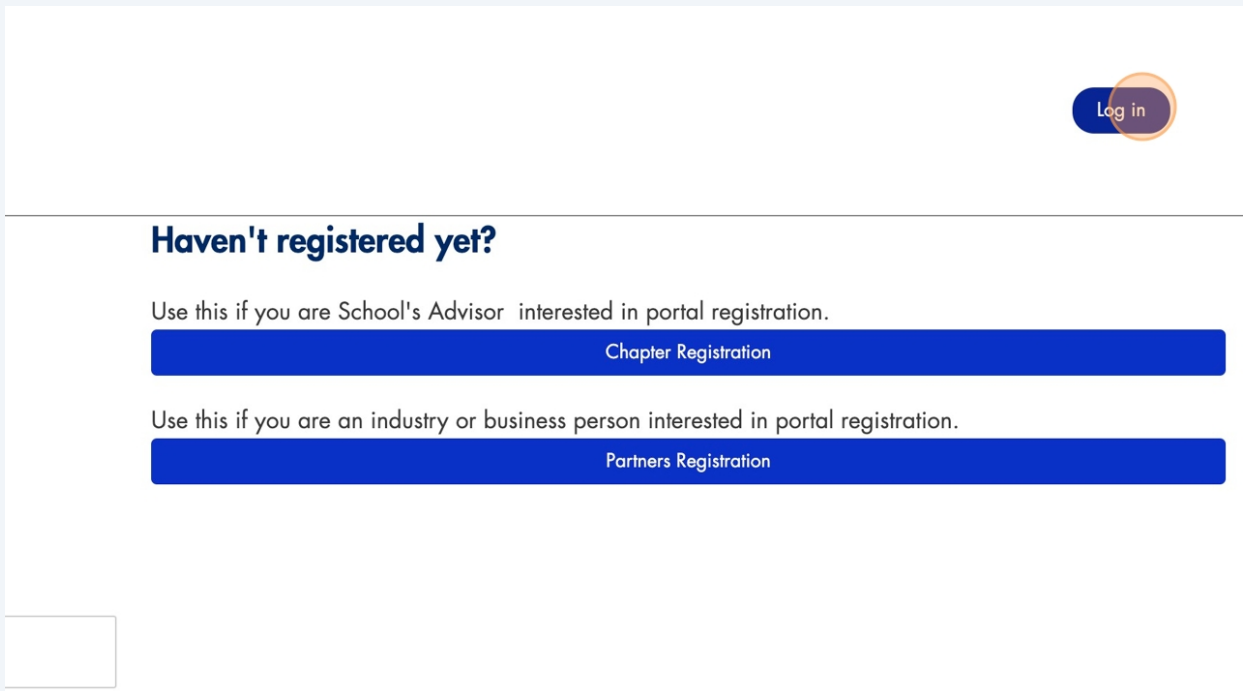 Log in
Haven't registered yet?
Use this if you are School's Advisor  interested in portal registration.
Chapter Registration
Use this if you are an industry or business person interested in portal registration.
Partners Registration